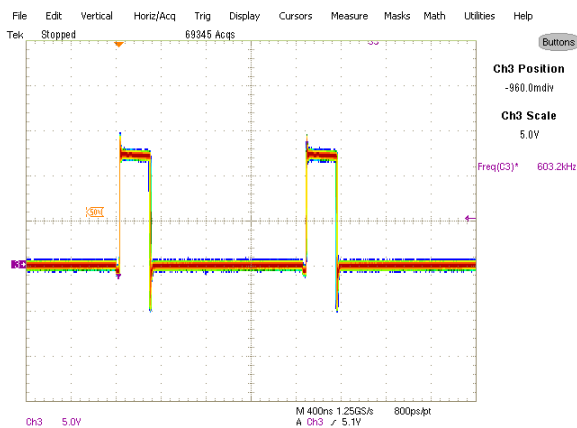 File Edit Vertical Horiz/Acq Trig Display Cursors Measure Masks Math Utilities Help
Tek Stopped 69345 Acqs
Buttons
Ch3 Position
-960.0mdiv
Ch3 Scale
5.0V
Freq(C3)* 603.2kHz
50%
Ch3 5.0V
M 400ns 1.25GS/s 800ps/pt
A Ch3 5.1V